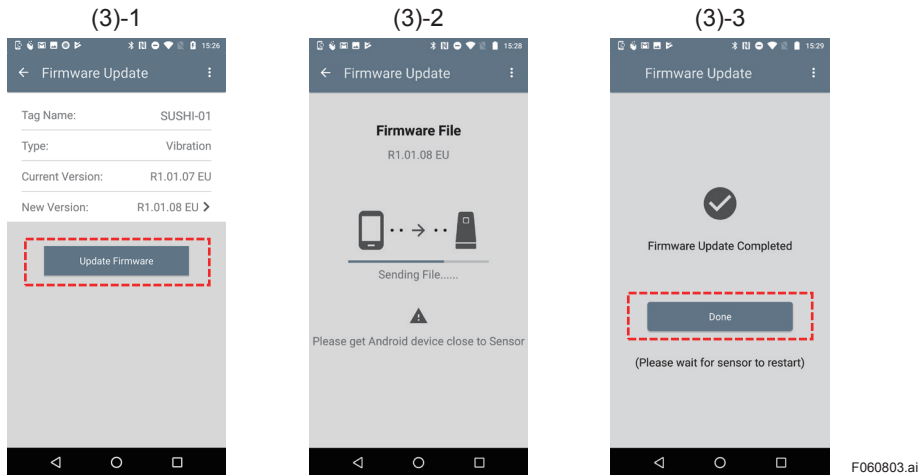 (3)-1
15:26
Firmware Update
Tag Name: SUSHI-01
Type: Vibration
Current Version: R1.01.07 EU
New Version: R1.01.08 EU
Update Firmware
(3)-2
15:28
Firmware Update
Firmware File
R1.01.08 EU
Sending File......
Please get Android device close to Sensor
(3)-3
15:29
Firmware Update
Firmware Update Completed
Done
(Please wait for sensor to restart)
F060803.ai